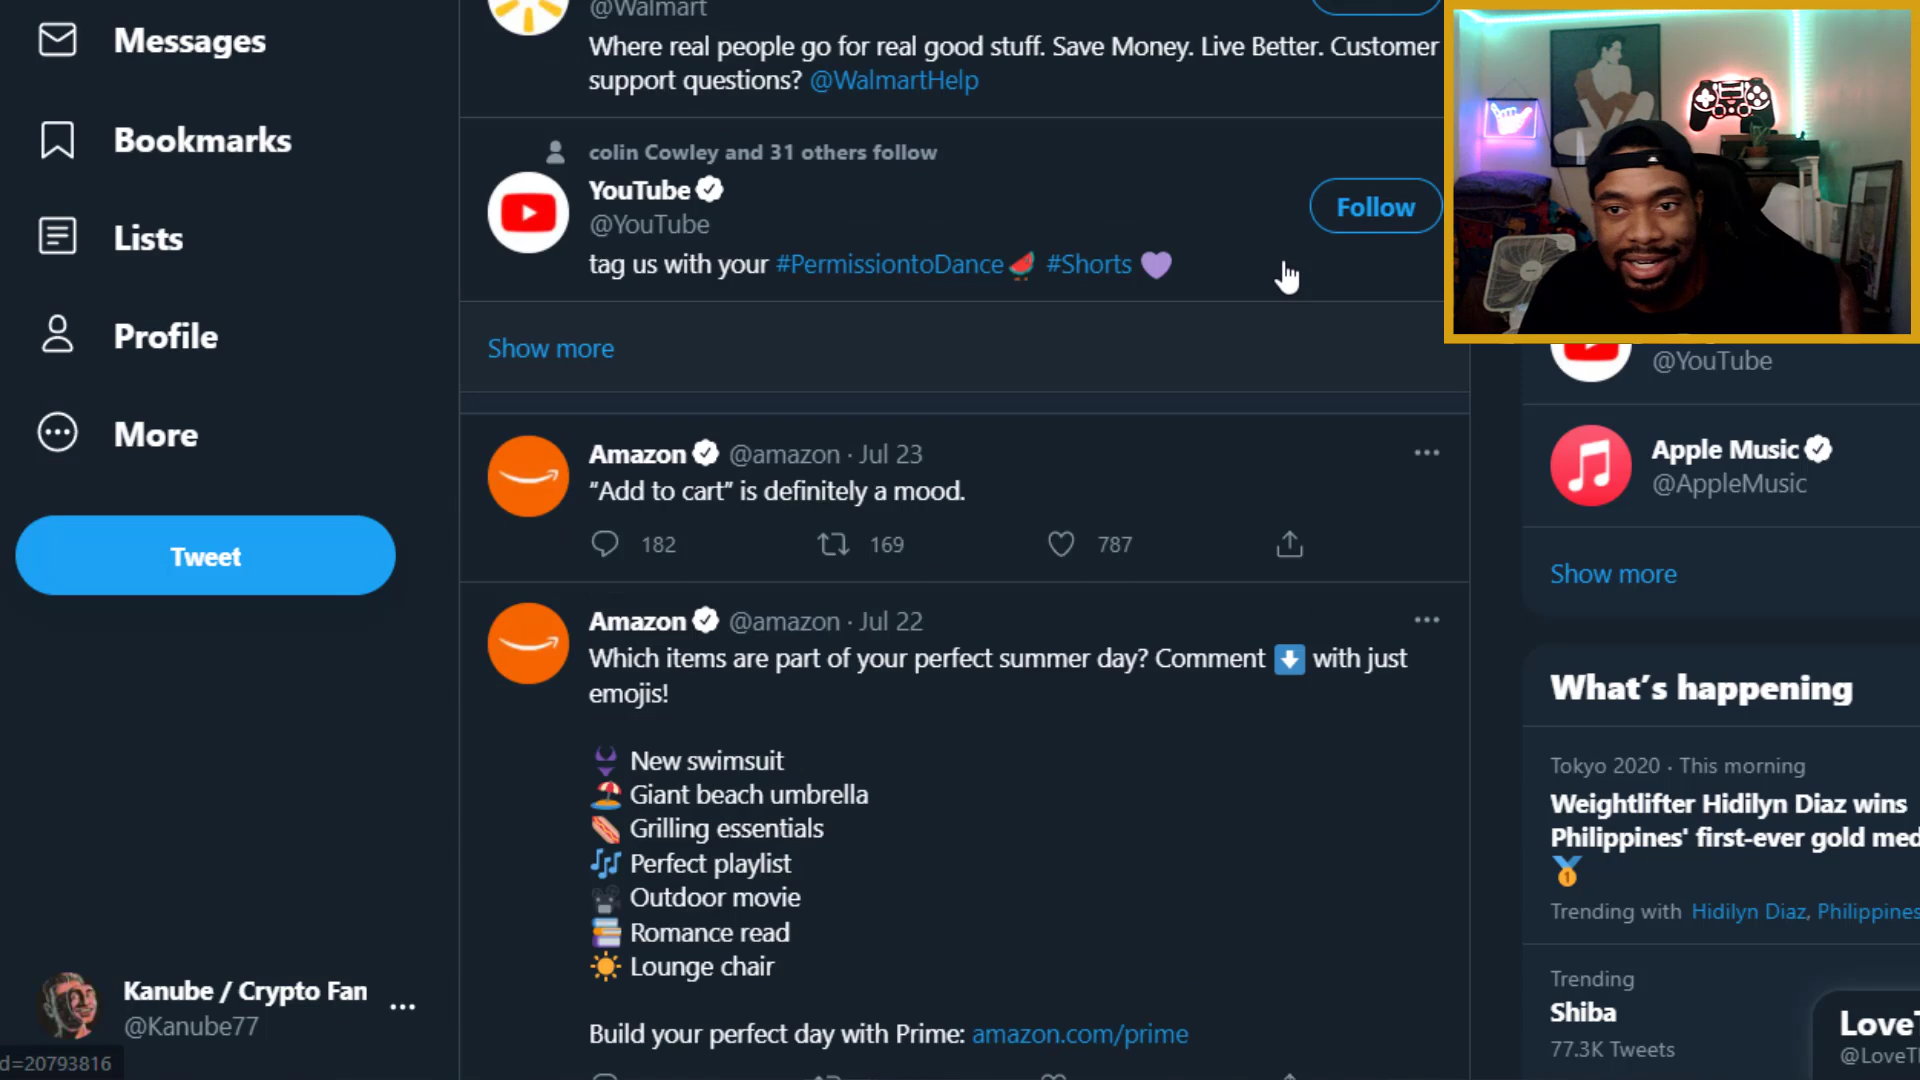 Messages
Bookmarks
Lists
Profile
More
Tweet
Kanube / Crypto Fan
@Kanube77
d=20793816
@Walmart
Where real people go for real good stuff. Save Money. Live Better. Customer
support questions? @WalmartHelp
colin Cowley and 31 others follow
YouTube
@YouTube
Follow
tag us with your #PermissiontoDance #Shorts
Show more
Amazon @amazon · Jul 23
“Add to cart” is definitely a mood.
182 169 787
Amazon @amazon · Jul 22
Which items are part of your perfect summer day? Comment with just
emojis!
New swimsuit
Giant beach umbrella
Grilling essentials
Perfect playlist
Outdoor movie
Romance read
Lounge chair
Build your perfect day with Prime: amazon.com/prime
@YouTube
Apple Music
@AppleMusic
Show more
What’s happening
Tokyo 2020 · This morning
Weightlifter Hidilyn Diaz wins
Philippines' first-ever gold med
Trending with Hidilyn Diaz, Philippines
Trending
Shiba
77.3K Tweets
LoveT
@LoveTh